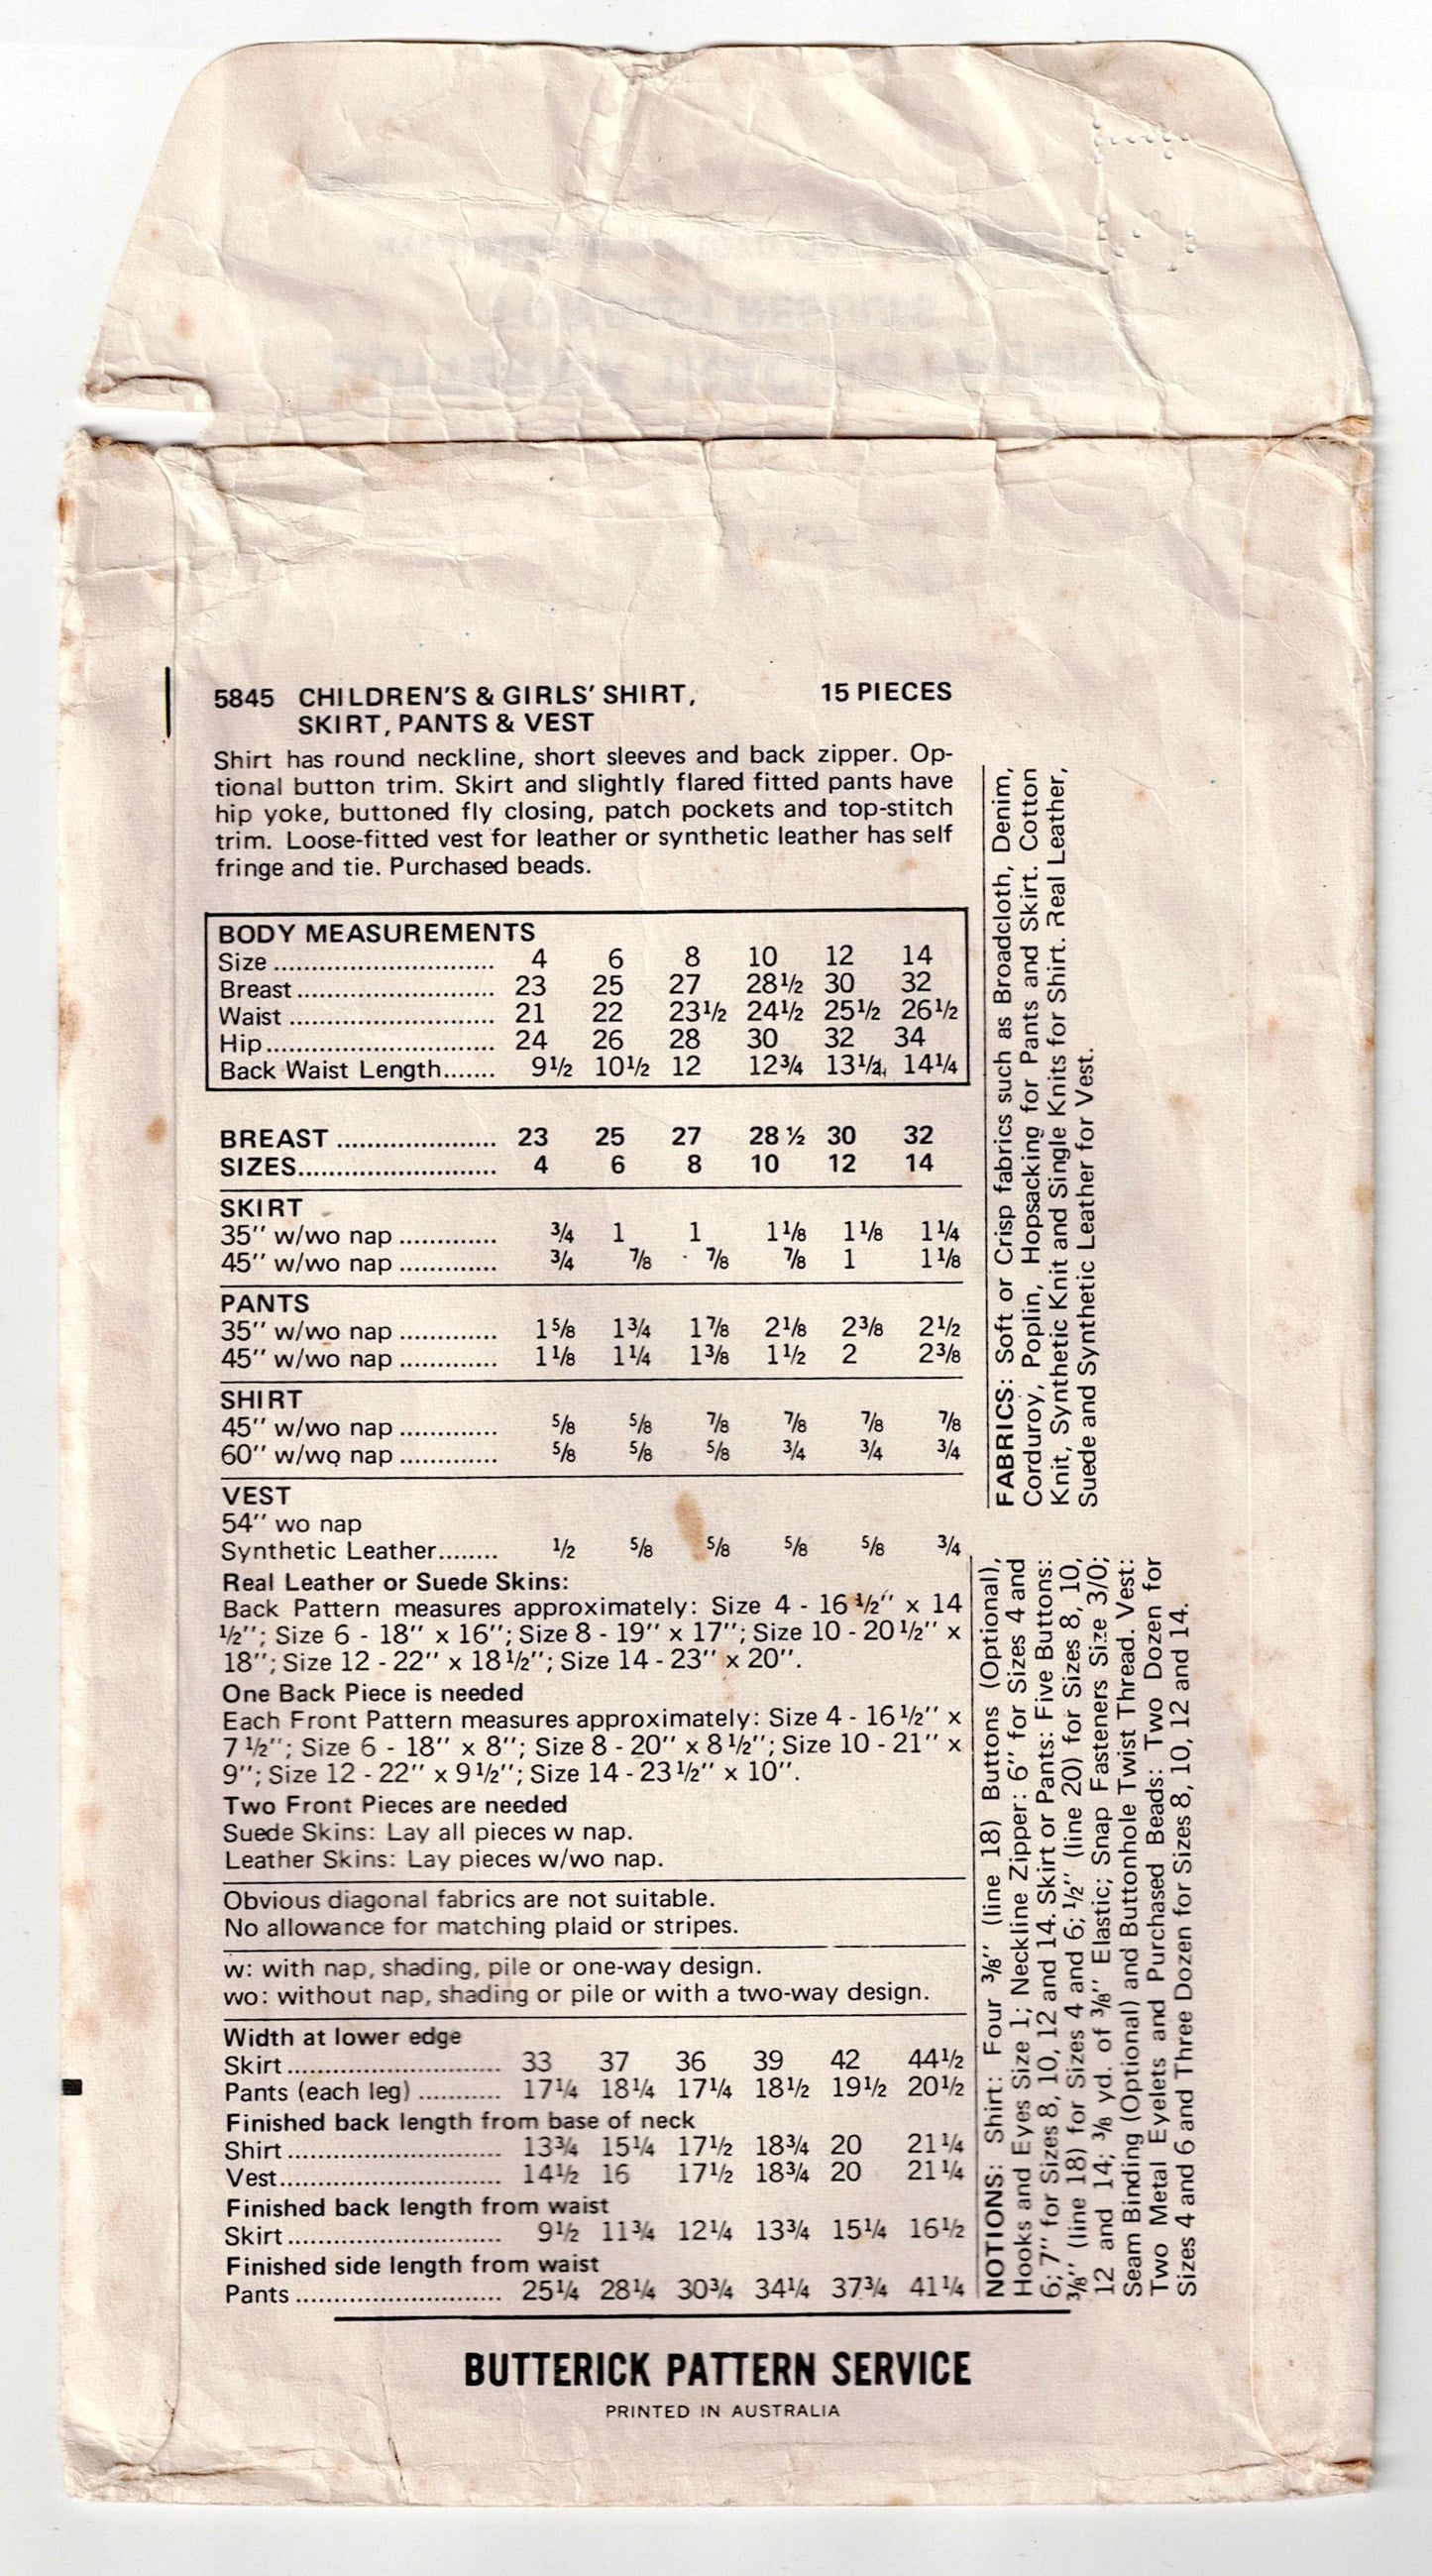 5845 CHILDREN'S & GIRLS' SHIRT, 15 PIECES
SKIRT, PANTS & VEST
Shirt has round neckline, short sleeves and back zipper. Op-
tional button trim. Skirt and slightly flared fitted pants have
hip yoke, buttoned fly closing, patch pockets and top-stitch
trim. Loose-fitted vest for leather or synthetic leather has self
fringe and tie. Purchased beads.
BODY MEASUREMENTS
Size .............................. 4 6 8 10 12 14
Breast ........................... 23 25 27 28½ 30 32
Waist ............................ 21 22 23½ 24½ 25½ 26½
Hip............................... 24 26 28 30 32 34
Back Waist Length....... 9½ 10½ 12 12¾ 13½ 14¼
BREAST ..................... 23 25 27 28 ½ 30 32
SIZES.......................... 4 6 8 10 12 14
SKIRT
35" w/wo nap ............. ¾ 1 1 1⅛ 1⅛ 1¼
45" w/wo nap ............. ¾ ⅞ ⅞ ⅞ 1 1⅛
PANTS
35" w/wo nap ............. 1⅝ 1¾ 1⅞ 2⅛ 2⅜ 2½
45" w/wo nap ............. 1⅛ 1¼ 1⅜ 1½ 2 2⅜
SHIRT
45" w/wo nap ............. ⅝ ⅝ ⅞ ⅞ ⅞ ⅞
60" w/wo nap ............. ⅝ ⅝ ⅝ ¾ ¾ ¾
VEST
54" wo nap
Synthetic Leather........ ½ ⅝ ⅝ ⅝ ⅝ ¾
Real Leather or Suede Skins:
Back Pattern measures approximately: Size 4 - 16 ½" x 14
½"; Size 6 - 18" x 16"; Size 8 - 19" x 17"; Size 10 - 20 ½" x
18"; Size 12 - 22" x 18 ½"; Size 14 - 23" x 20".
One Back Piece is needed
Each Front Pattern measures approximately: Size 4 - 16 ½" x
7 ½"; Size 6 - 18" x 8"; Size 8 - 20" x 8 ½"; Size 10 - 21" x
9"; Size 12 - 22" x 9 ½"; Size 14 - 23 ½" x 10".
Two Front Pieces are needed
Suede Skins: Lay all pieces w nap.
Leather Skins: Lay pieces w/wo nap.
Obvious diagonal fabrics are not suitable.
No allowance for matching plaid or stripes.
w: with nap, shading, pile or one-way design.
wo: without nap, shading or pile or with a two-way design.
Width at lower edge
Skirt ............................ 33 37 36 39 42 44½
Pants (each leg) ........... 17¼ 18¼ 17¼ 18½ 19½ 20½
Finished back length from base of neck
Shirt ............................ 13¾ 15¼ 17½ 18¾ 20 21¼
Vest............................. 14½ 16 17½ 18¾ 20 21¼
Finished back length from waist
Skirt ............................ 9½ 11¾ 12¼ 13¾ 15¼ 16½
Finished side length from waist
Pants ........................... 25¼ 28¼ 30¾ 34¼ 37¾ 41¼
FABRICS: Soft or Crisp fabrics such as Broadcloth, Denim,
Corduroy, Poplin, Hopsacking for Pants and Skirt. Cotton
Knit, Synthetic Knit and Single Knits for Shirt. Real Leather,
Suede and Synthetic Leather for Vest.
NOTIONS: Shirt: Four ⅜" (line 18) Buttons (Optional),
Hooks and Eyes Size 1; Neckline Zipper: 6" for Sizes 4 and
6; 7" for Sizes 8, 10, 12 and 14. Skirt or Pants: Five Buttons:
⅜" (line 18) for Sizes 4 and 6; ½" (line 20) for Sizes 8, 10,
12 and 14; ⅜ yd. of ⅜" Elastic; Snap Fasteners Size 3/0;
Seam Binding (Optional) and Buttonhole Twist Thread. Vest:
Two Metal Eyelets and Purchased Beads: Two Dozen for
Sizes 4 and 6 and Three Dozen for Sizes 8, 10, 12 and 14.
BUTTERICK PATTERN SERVICE
PRINTED IN AUSTRALIA